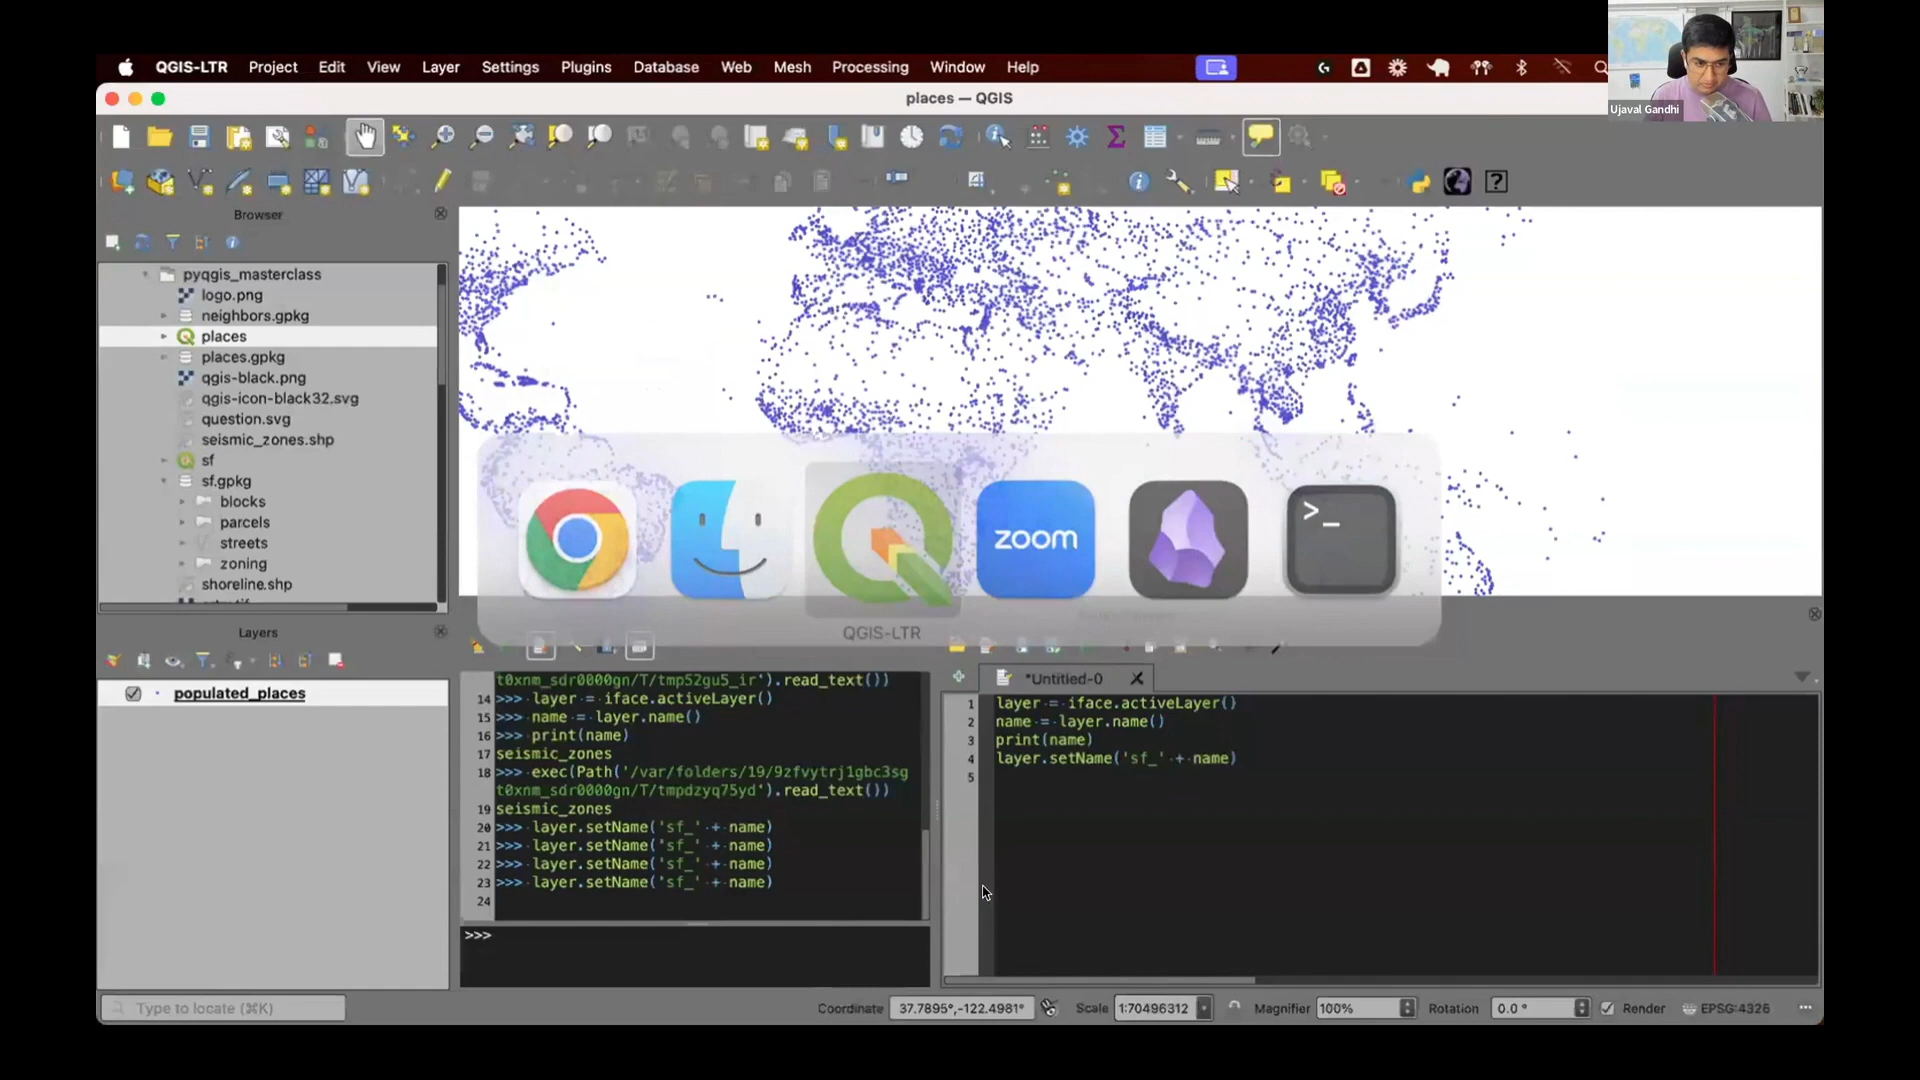 QGIS-LTR Project Edit View Layer Settings Plugins Database Web Mesh Processing Window Help
places — QGIS
Ujaval Gandhi
Browser
pyqgis_masterclass
logo.png
neighbors.gpkg
places
places.gpkg
qgis-black.png
qgis-icon-black32.svg
question.svg
seismic_zones.shp
sf
sf.gpkg
blocks
parcels
streets
zoning
shoreline.shp
zoom
>_
QGIS-LTR
Layers
populated_places
t0xnm_sdr0000gn/T/tmp52gu5_ir').read_text())
14 >>> layer = iface.activeLayer()
15 >>> name = layer.name()
16 >>> print(name)
17 seismic_zones
18 >>> exec(Path('/var/folders/19/9zfvytrj1gbc3sg
t0xnm_sdr0000gn/T/tmpdzyq75yd').read_text())
19 seismic_zones
20 >>> layer.setName('sf_' + name)
21 >>> layer.setName('sf_' + name)
22 >>> layer.setName('sf_' + name)
23 >>> layer.setName('sf_' + name)
24
>>>
*Untitled-0
1 layer = iface.activeLayer()
2 name = layer.name()
3 print(name)
4 layer.setName('sf_' + name)
5
Type to locate (⌘K)
Coordinate 37.7895°,-122.4981° Scale 1:70496312 Magnifier 100% Rotation 0.0 ° Render EPSG:4326